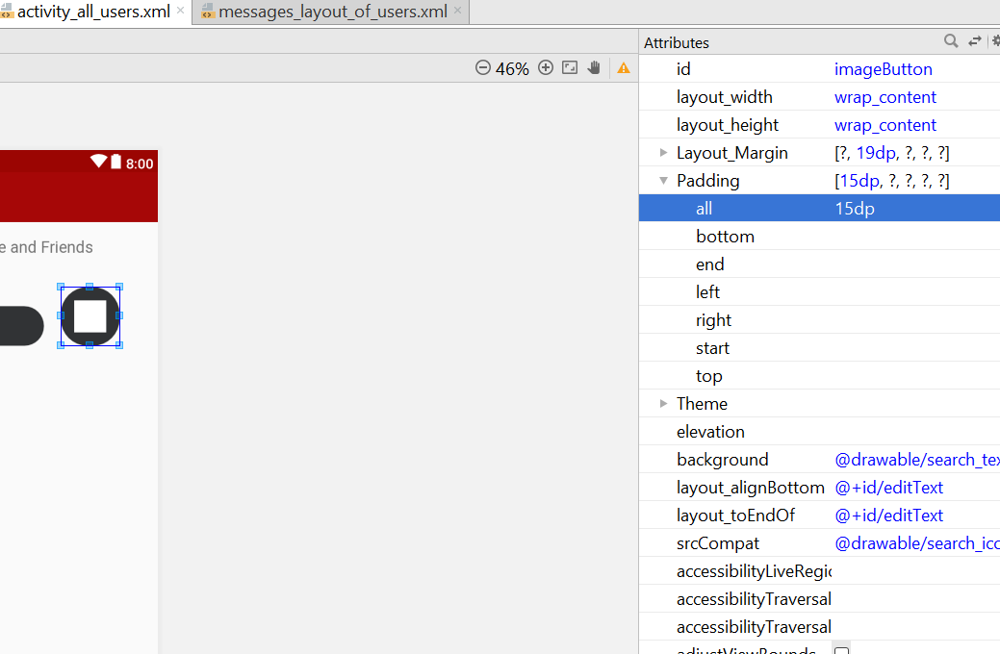 activity_all_users.xml × messages_layout_of_users.xml ×
46%
Attributes
id imageButton
layout_width wrap_content
layout_height wrap_content
Layout_Margin [?, 19dp, ?, ?, ?]
Padding [15dp, ?, ?, ?, ?]
all 15dp
bottom
end
left
right
start
top
Theme
elevation
background @drawable/search_tex
layout_alignBottom @+id/editText
layout_toEndOf @+id/editText
srcCompat @drawable/search_ico
accessibilityLiveRegio
accessibilityTraversal
accessibilityTraversal
adjustViewBounds
8:00
e and Friends